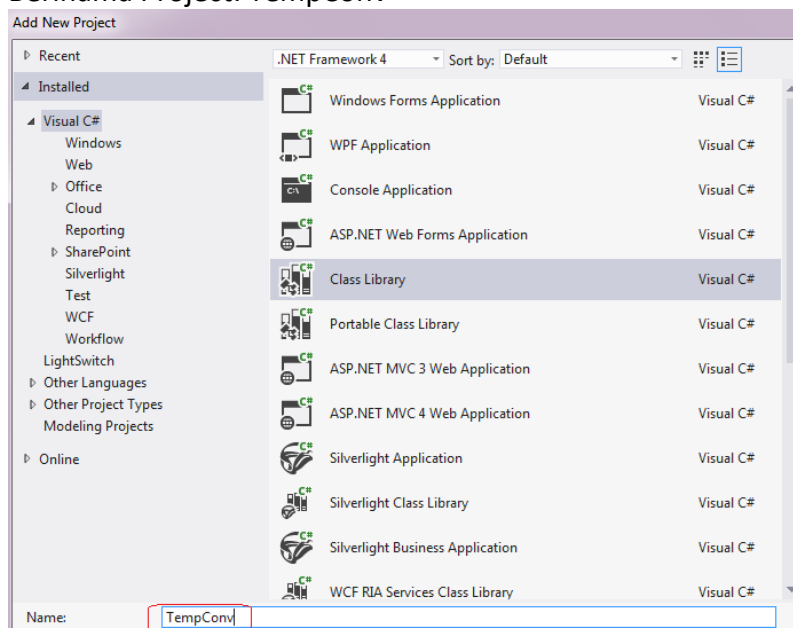 Berinama Project: TempConv
Add New Project
Recent
.NET Framework 4 Sort by: Default
Installed
Visual C#
Windows
Web
Office
Cloud
Reporting
SharePoint
Silverlight
Test
WCF
Workflow
LightSwitch
Other Languages
Other Project Types
Modeling Projects
Online
Windows Forms Application Visual C#
WPF Application Visual C#
Console Application Visual C#
ASP.NET Web Forms Application Visual C#
Class Library Visual C#
Portable Class Library Visual C#
ASP.NET MVC 3 Web Application Visual C#
ASP.NET MVC 4 Web Application Visual C#
Silverlight Application Visual C#
Silverlight Class Library Visual C#
Silverlight Business Application Visual C#
WCF RIA Services Class Library Visual C#
Name: TempConv